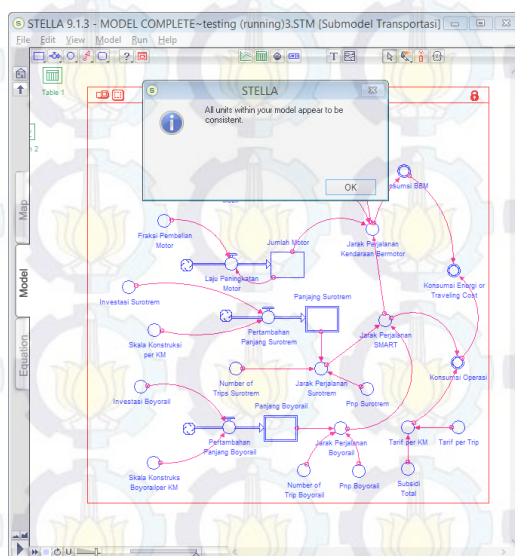 STELLA 9.1.3 - MODEL COMPLETE~testing (running)3.STM [Submodel Transportasi]
File Edit View Model Run Help
Table 1
STELLA
All units within your model appear to be
consistent.
OK
Map
Model
Equation
Fraksi Pembelian
Motor
Jumlah Motor
Laju Paningkatan
Motor
Jarak Perjalanan
Kendaraan Bermotor
Konsumsi Energi or
Traveling Cost
Investasi Surotrem
Panjajng Surotrem
Skala Konstruksi
per KM
Pertambahan
Panjang Surotrem
Jarak Perjalanan
SMART
Number of
Trips Surotrem
Jarak Perjalanan
Surotrem
Pnp Surotrem
Konsumsi Operasi
Investasi Boyorail
Panjang Boyorail
Pertambahan
Panjang Boyorail
Jarak Perjalanan
Boyorail
Tarif per KM
Tarif per Trip
Skala Konstruks
Boyorailper KM
Number of
Trip Boyorail
Pnp Boyorail
Subsidi
Total